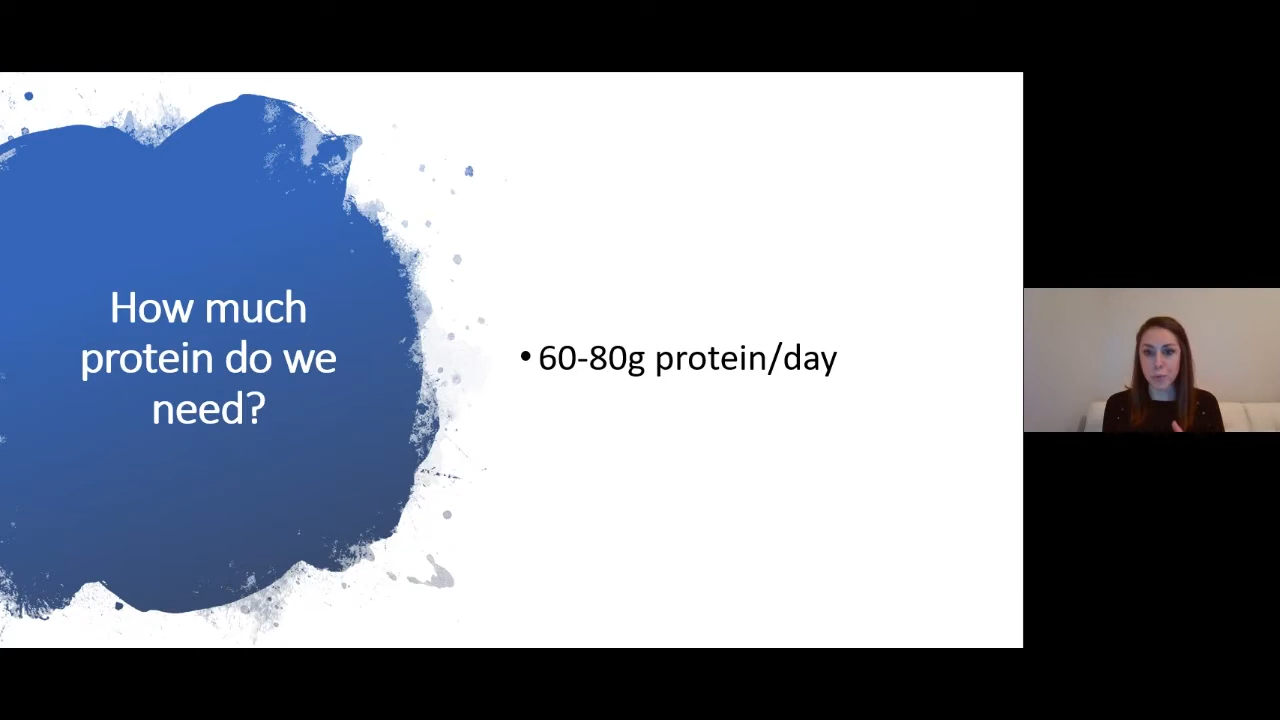 How much
protein do we
need?
• 60-80g protein/day